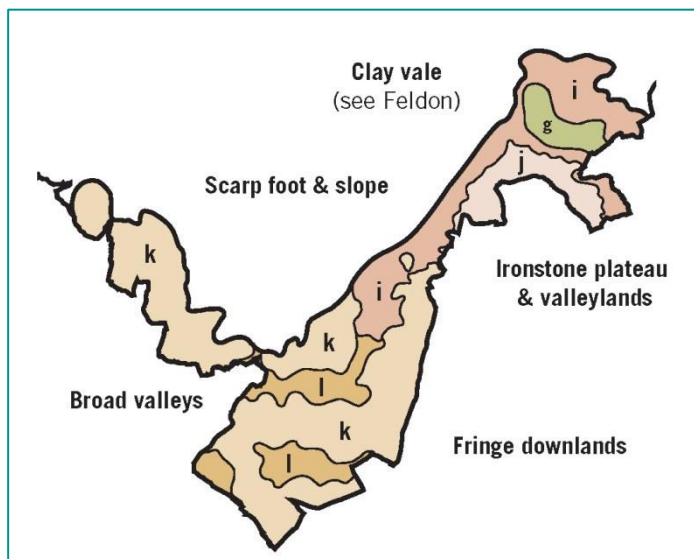 Clay vale
(see Feldon)
i
g
j
Scarp foot & slope
k
Ironstone plateau
& valleylands
i
k
Broad valleys
l
k
Fringe downlands
l